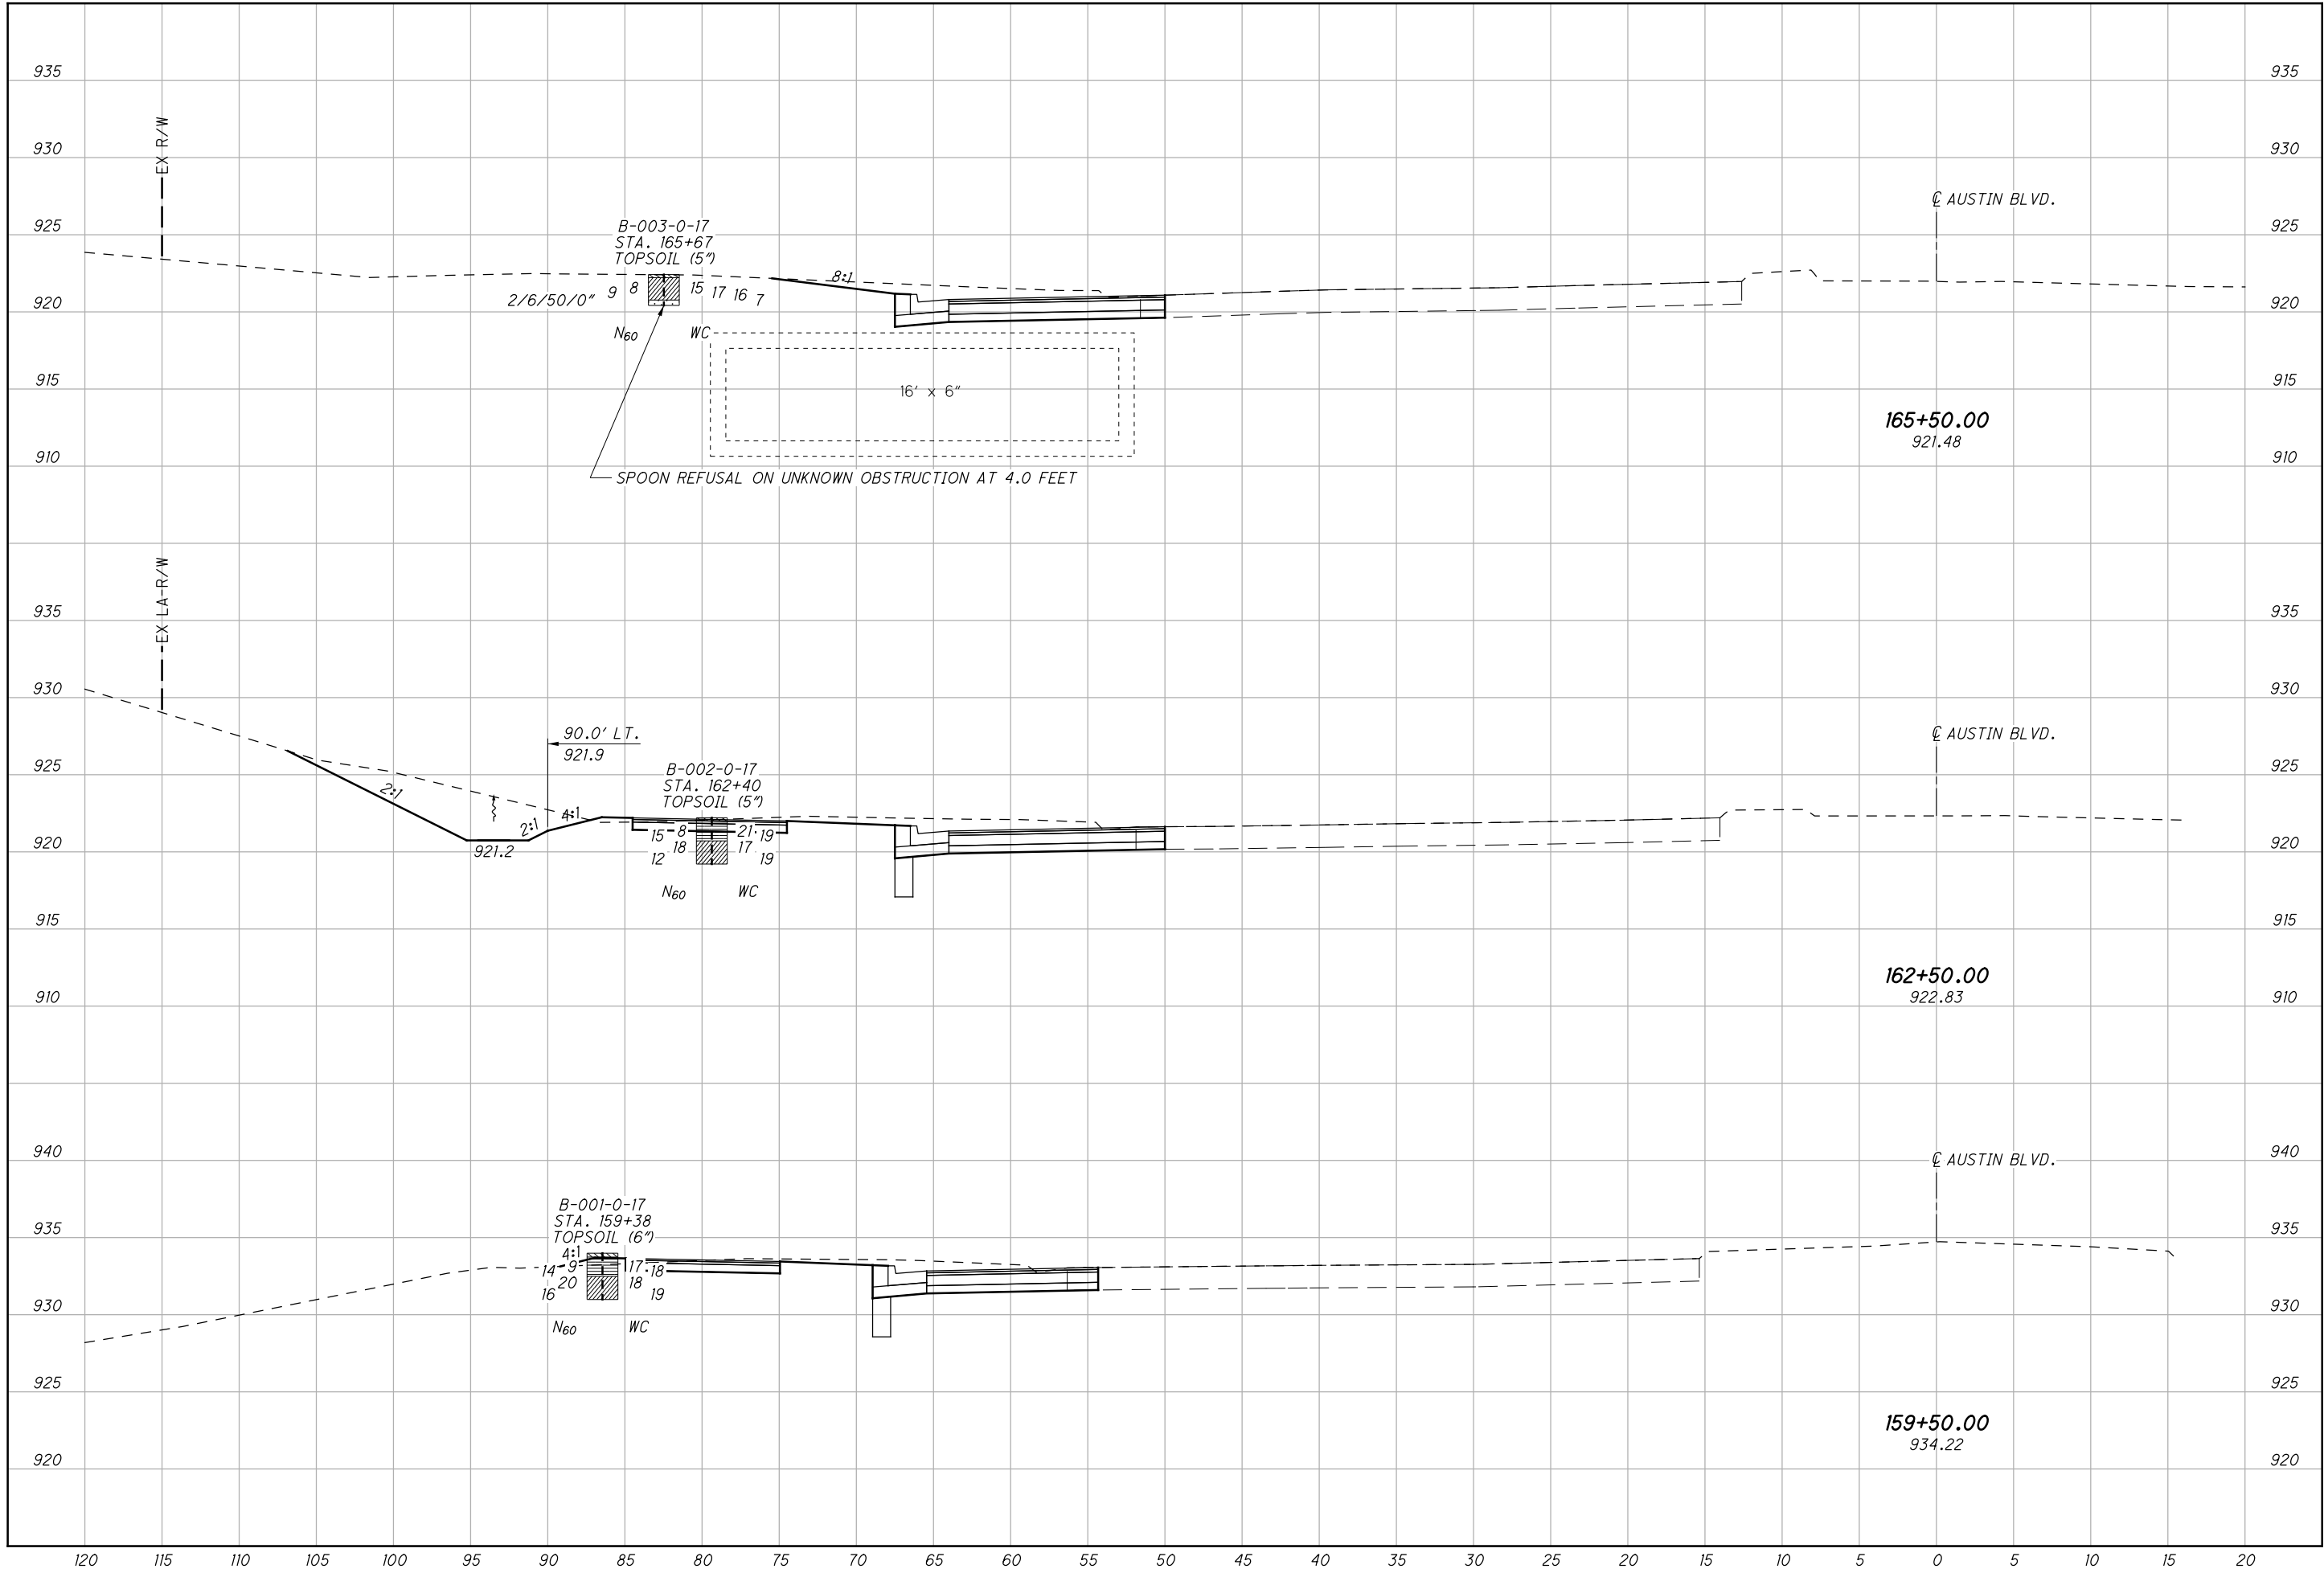 935
935
EX R/W
930
930
℄ AUSTIN BLVD.
925
B-003-0-17
925
STA. 165+67
TOPSOIL (5")
8:1
2/6/50/0" 9 8 15 17 16 7
920
920
N60 WC
915
16' x 6"
915
165+50.00
921.48
910
910
SPOON REFUSAL ON UNKNOWN OBSTRUCTION AT 4.0 FEET
EX LA-R/W
935
935
930
930
90.0' LT.
℄ AUSTIN BLVD.
921.9
925
B-002-0-17
925
STA. 162+40
2:1
TOPSOIL (5")
2:1
4:1
8 21
15 19
18 17
920
921.2
12 19
920
N60 WC
915
915
162+50.00
922.83
910
910
940
℄ AUSTIN BLVD.
940
B-001-0-17
935
STA. 159+38
935
TOPSOIL (6")
4:1
9 17
14 18
20 18
16 19
930
930
N60 WC
925
925
159+50.00
934.22
920
920
120 115 110 105 100 95 90 85 80 75 70 65 60 55 50 45 40 35 30 25 20 15 10 5 0 5 10 15 20